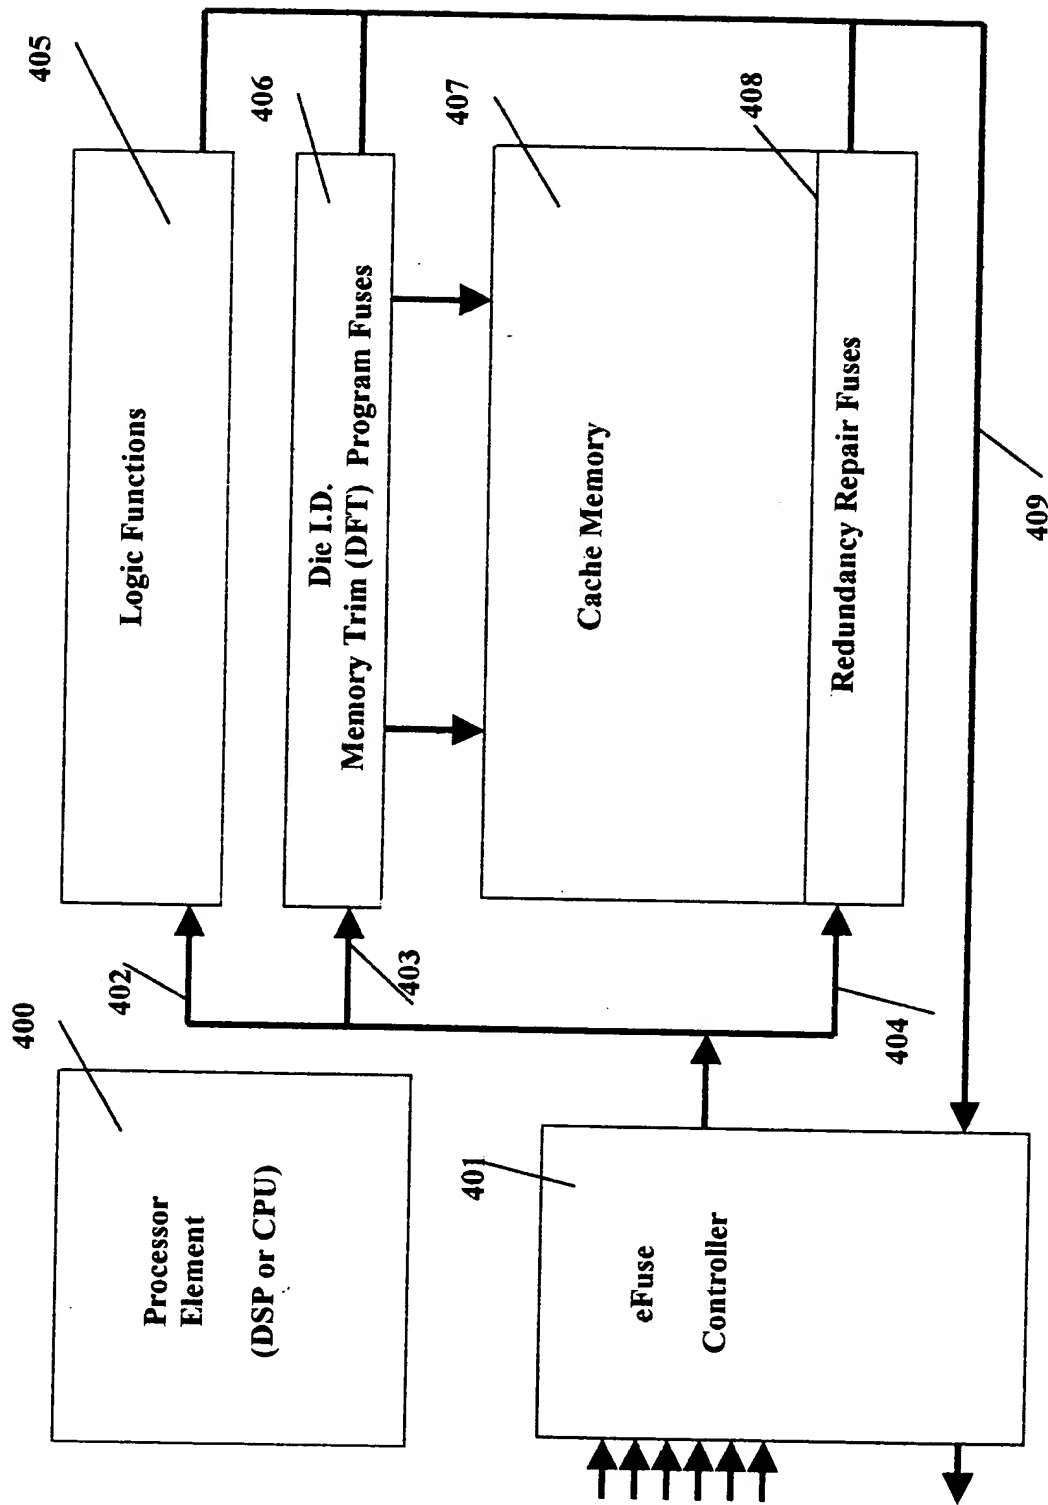 405
Logic Functions
406
Die I.D.
Memory Trim (DFT) Program Fuses
407
Cache Memory
408
Redundancy Repair Fuses
409
402
403
404
400
Processor
Element
(DSP or CPU)
401
eFuse
Controller